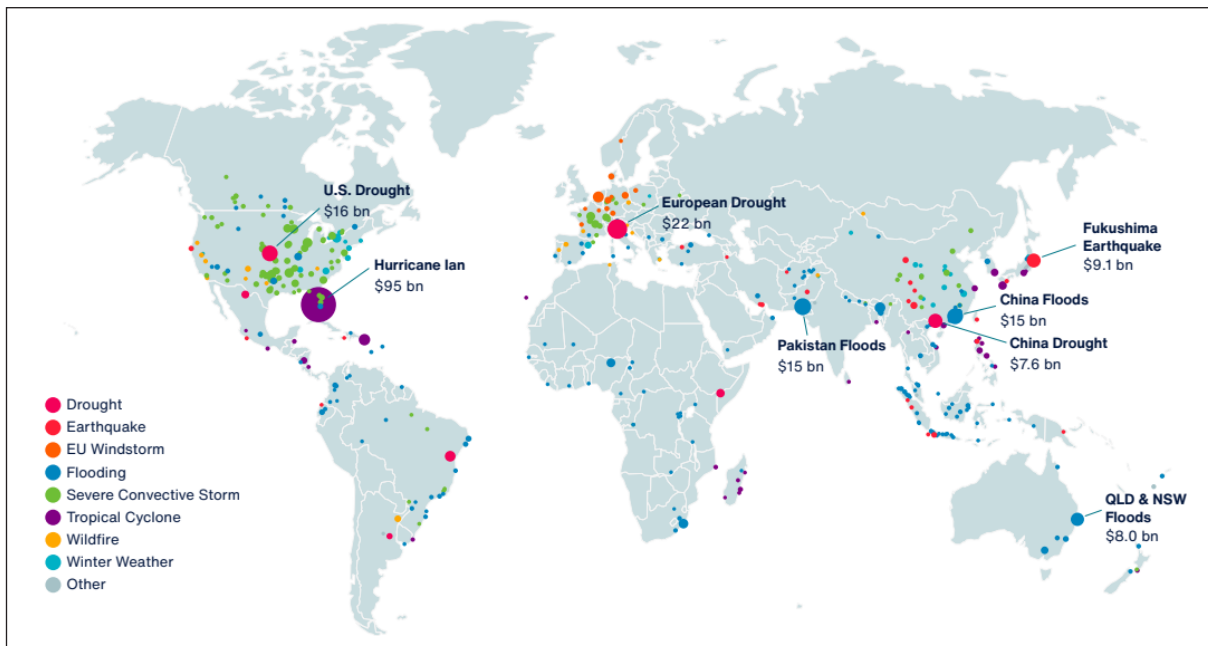 U.S. Drought
$16 bn
Hurricane Ian
$95 bn
European Drought
$22 bn
Fukushima
Earthquake
$9.1 bn
China Floods
$15 bn
China Drought
$7.6 bn
Pakistan Floods
$15 bn
QLD & NSW
Floods
$8.0 bn
Drought
Earthquake
EU Windstorm
Flooding
Severe Convective Storm
Tropical Cyclone
Wildfire
Winter Weather
Other